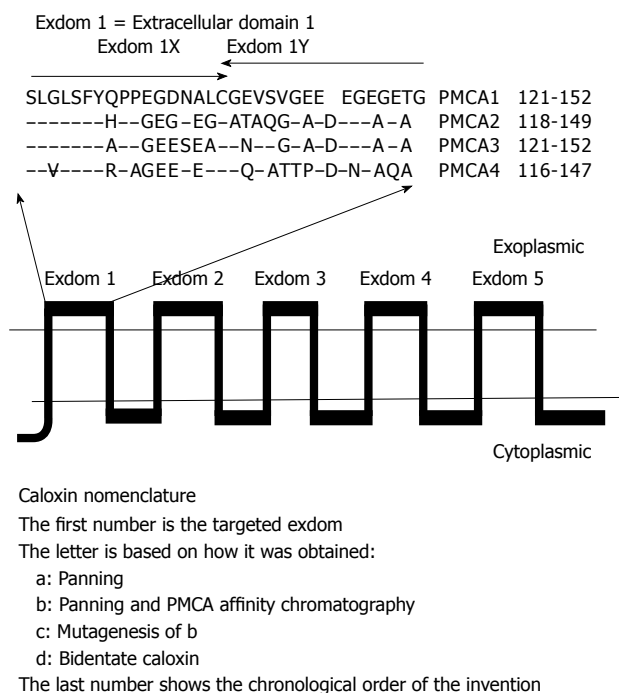 Exdom 1 = Extracellular domain 1
Exdom 1X Exdom 1Y
SLGLSFYQPPEGDNALCGEVSVGEE EGEGETG PMCA1 121-152
-------H--GEG-EG-ATAQG-A-D---A-A PMCA2 118-149
-------A--GEESEA--N--G-A-D---A-A PMCA3 121-152
--V----R-AGEE-E---Q-ATTP-D-N-AQA PMCA4 116-147
Exoplasmic
Exdom 1 Exdom 2 Exdom 3 Exdom 4 Exdom 5
Cytoplasmic
Caloxin nomenclature
The first number is the targeted exdom
The letter is based on how it was obtained:
a: Panning
b: Panning and PMCA affinity chromatography
c: Mutagenesis of b
d: Bidentate caloxin
The last number shows the chronological order of the invention